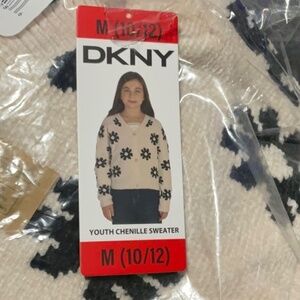 M (10/12)
DKNY
YOUTH CHENILLE SWEATER
M (10/12)